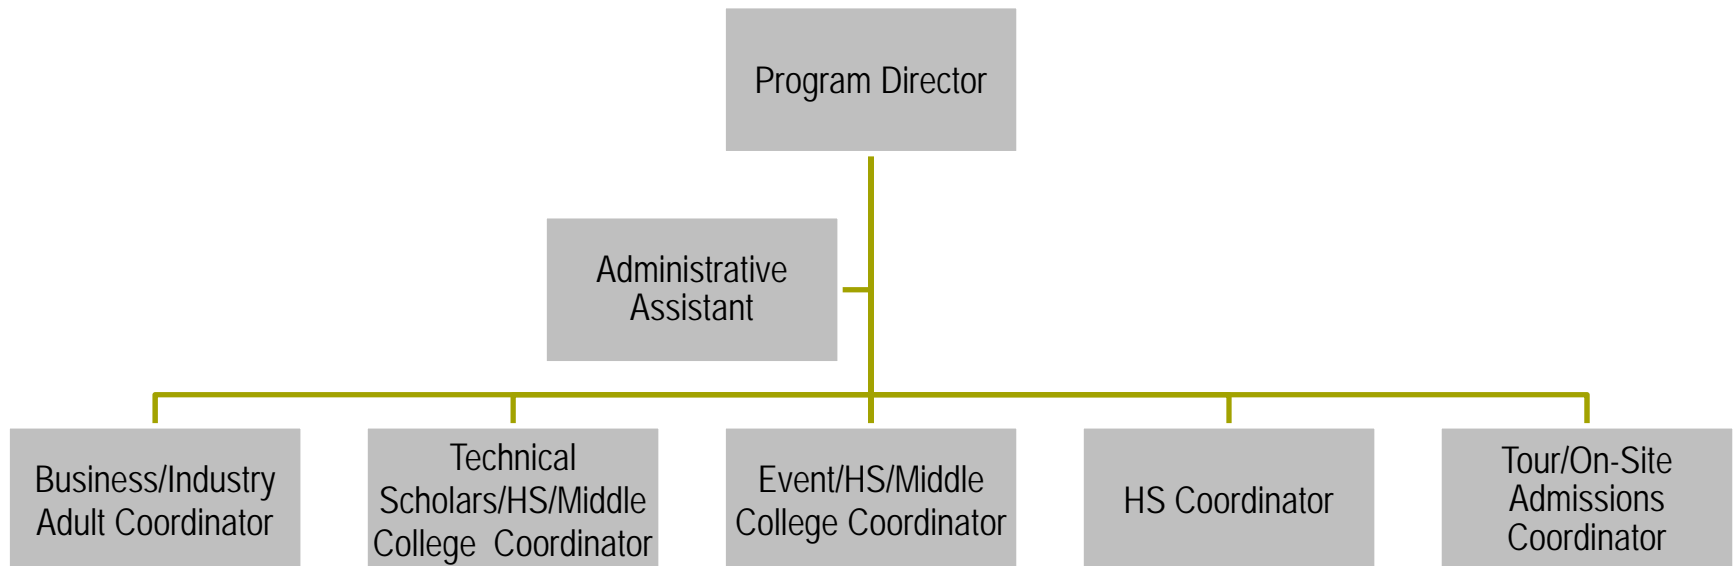 Program Director
Administrative
Assistant
Business/Industry
Adult Coordinator
Technical
Scholars/HS/Middle
College Coordinator
Event/HS/Middle
College Coordinator
HS Coordinator
Tour/On-Site
Admissions
Coordinator